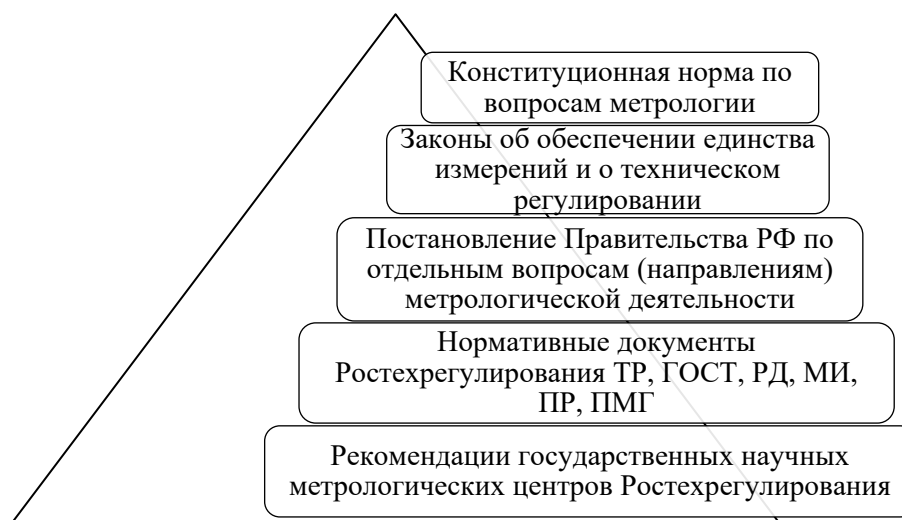 Конституционная норма по
вопросам метрологии
Законы об обеспечении единства
измерений и о техническом
регулировании
Постановление Правительства РФ по
отдельным вопросам (направлениям)
метрологической деятельности
Нормативные документы
Ростехрегулирования ТР, ГОСТ, РД, МИ,
ПР, ПМГ
Рекомендации государственных научных
метрологических центров Ростехрегулирования